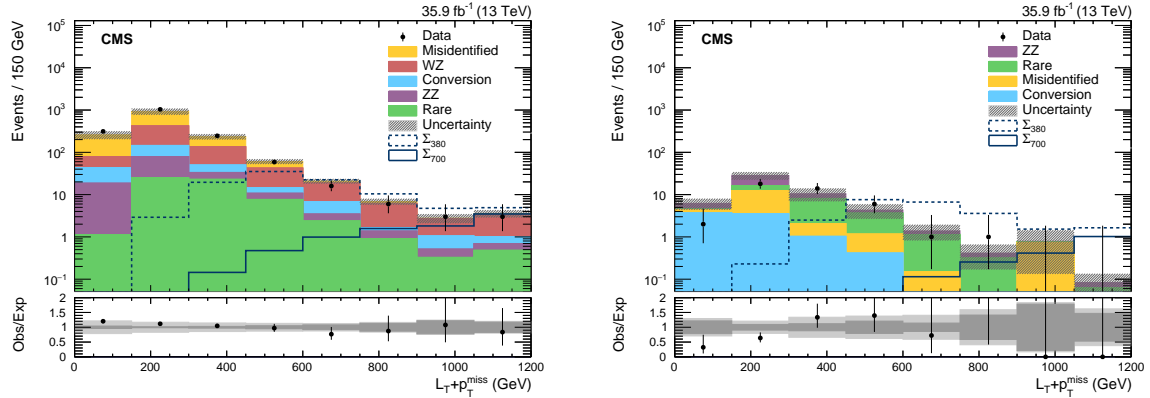 35.9 fb⁻¹ (13 TeV)
CMS
Events / 150 GeV
10⁵
10⁴
10³
10²
10
1
10⁻¹
Data
Misidentified
WZ
Conversion
ZZ
Rare
Uncertainty
Σ₃₈₀
Σ₇₀₀
Obs/Exp
2
1.5
1
0.5
0
0 200 400 600 800 1000 1200
L_T+p_T^miss (GeV)
35.9 fb⁻¹ (13 TeV)
CMS
Events / 150 GeV
10⁵
10⁴
10³
10²
10
1
10⁻¹
Data
ZZ
Rare
Misidentified
Conversion
Uncertainty
Σ₃₈₀
Σ₇₀₀
Obs/Exp
2
1.5
1
0.5
0
0 200 400 600 800 1000 1200
L_T+p_T^miss (GeV)